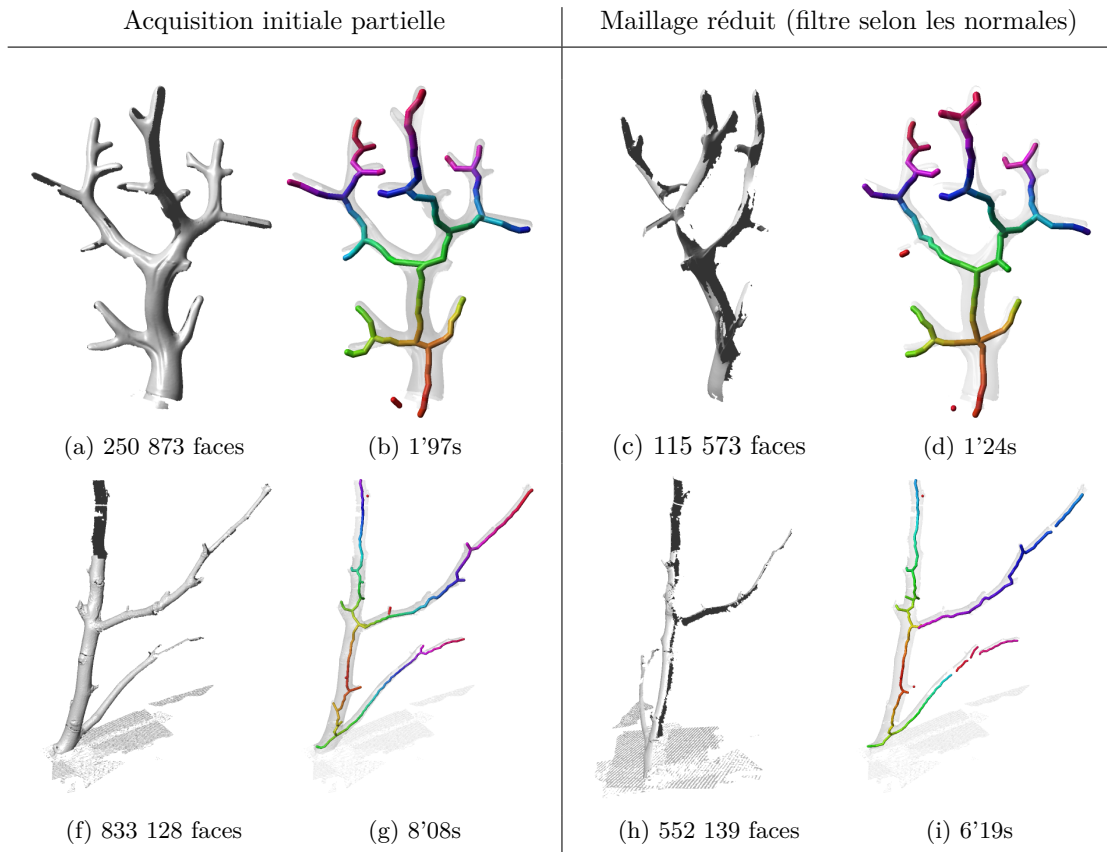 Acquisition initiale partielle
Maillage réduit (filtre selon les normales)
(a) 250 873 faces
(b) 1'97s
(c) 115 573 faces
(d) 1'24s
(f) 833 128 faces
(g) 8'08s
(h) 552 139 faces
(i) 6'19s